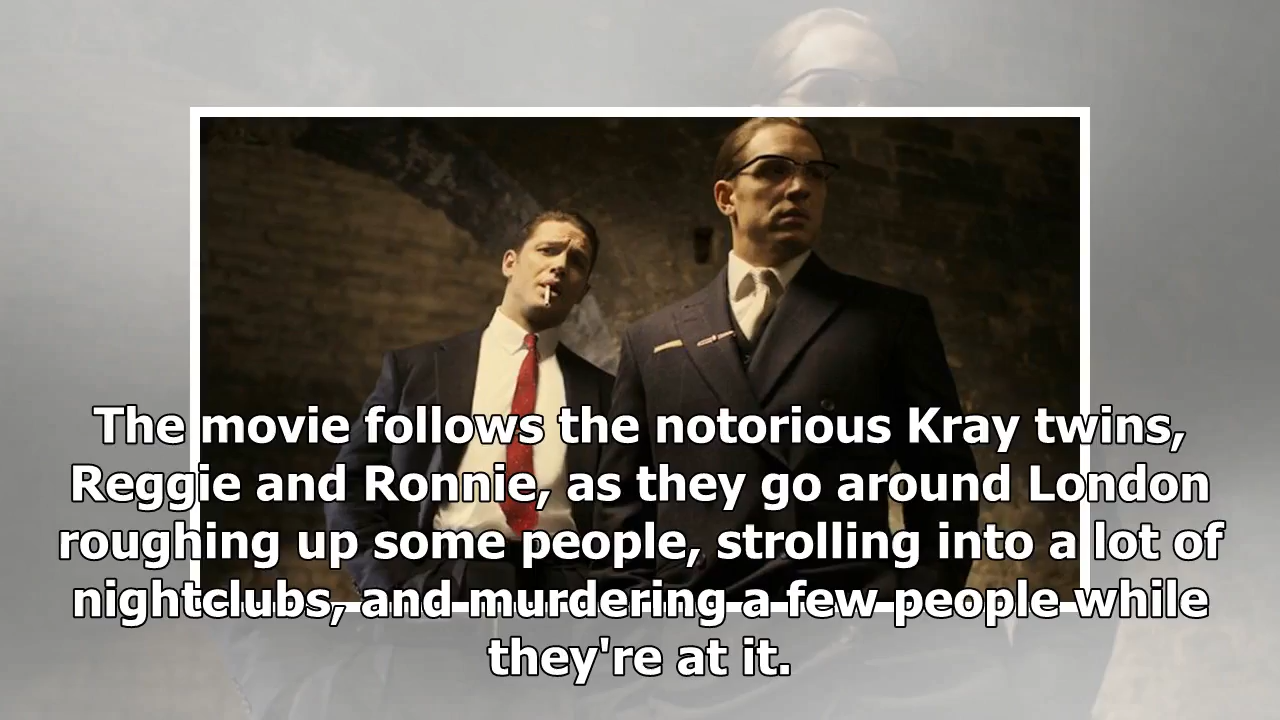 The movie follows the notorious Kray twins,
Reggie and Ronnie, as they go around London
roughing up some people, strolling into a lot of
nightclubs, and murdering a few people while
they're at it.